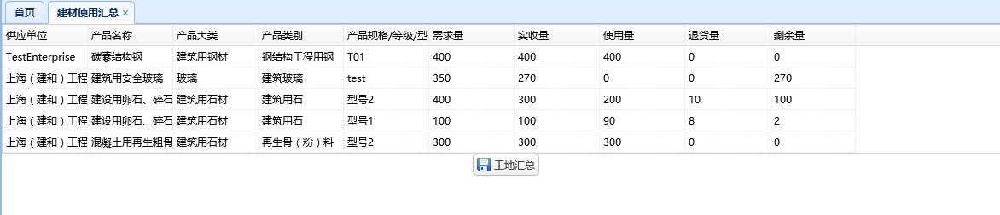 首页 建材使用汇总 ×
供应单位 产品名称 产品大类 产品类别 产品规格/等级/型 需求量 实收量 使用量 退货量 剩余量
TestEnterprise 碳素结构钢 建筑用钢材 钢结构工程用钢 T01 400 400 400 0 0
上海（建和）工程 建筑用安全玻璃 玻璃 建筑玻璃 test 350 270 0 0 270
上海（建和）工程 建设用卵石、碎石 建筑用石材 建筑用石 型号2 400 300 200 10 100
上海（建和）工程 建设用卵石、碎石 建筑用石材 建筑用石 型号1 100 100 90 8 2
上海（建和）工程 混凝土用再生粗骨 建筑用石材 再生骨（粉）料 型号2 300 300 300 0 0
工地汇总